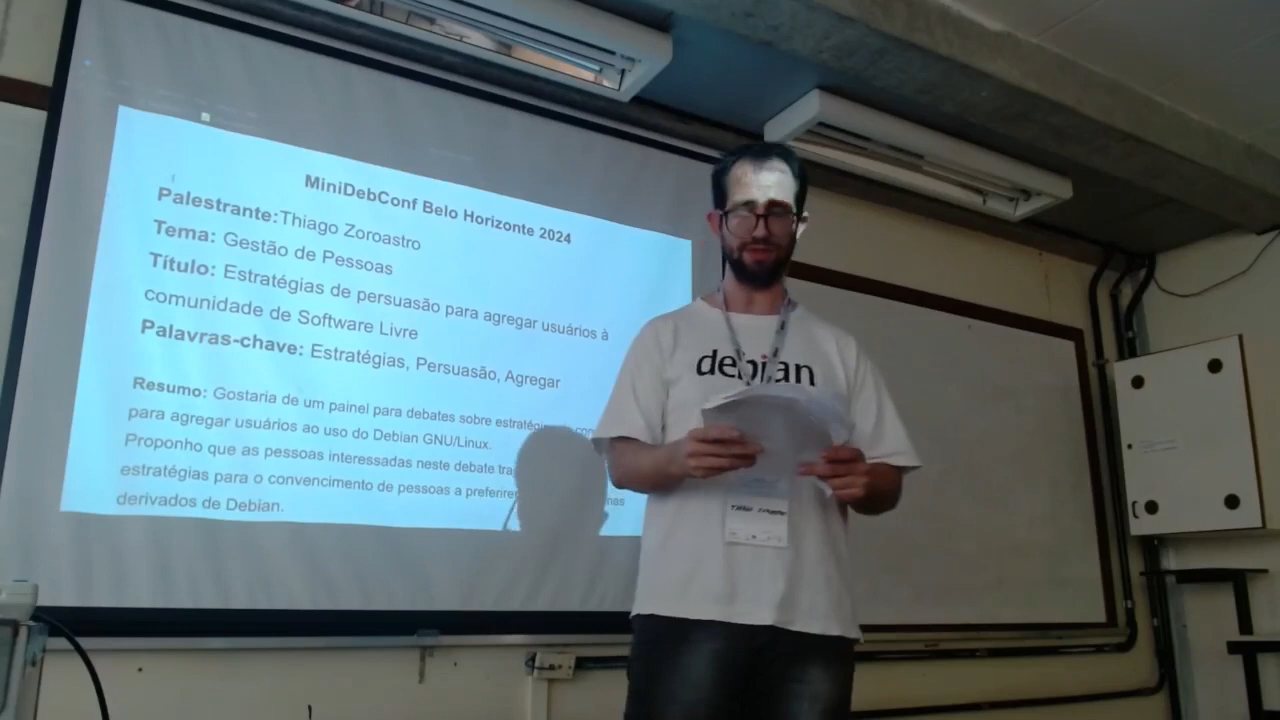 MiniDebConf Belo Horizonte 2024
Palestrante:Thiago Zoroastro
Tema: Gestão de Pessoas
Título: Estratégias de persuasão para agregar usuários à
comunidade de Software Livre
Palavras-chave: Estratégias, Persuasão, Agregar
Resumo: Gostaria de um painel para debates sobre
para agregar usuários ao uso do Debian GNU/Linux.
Proponho que as pessoas interessadas neste debate
estratégias para o convencimento de pessoas a
derivados de Debian.
debian